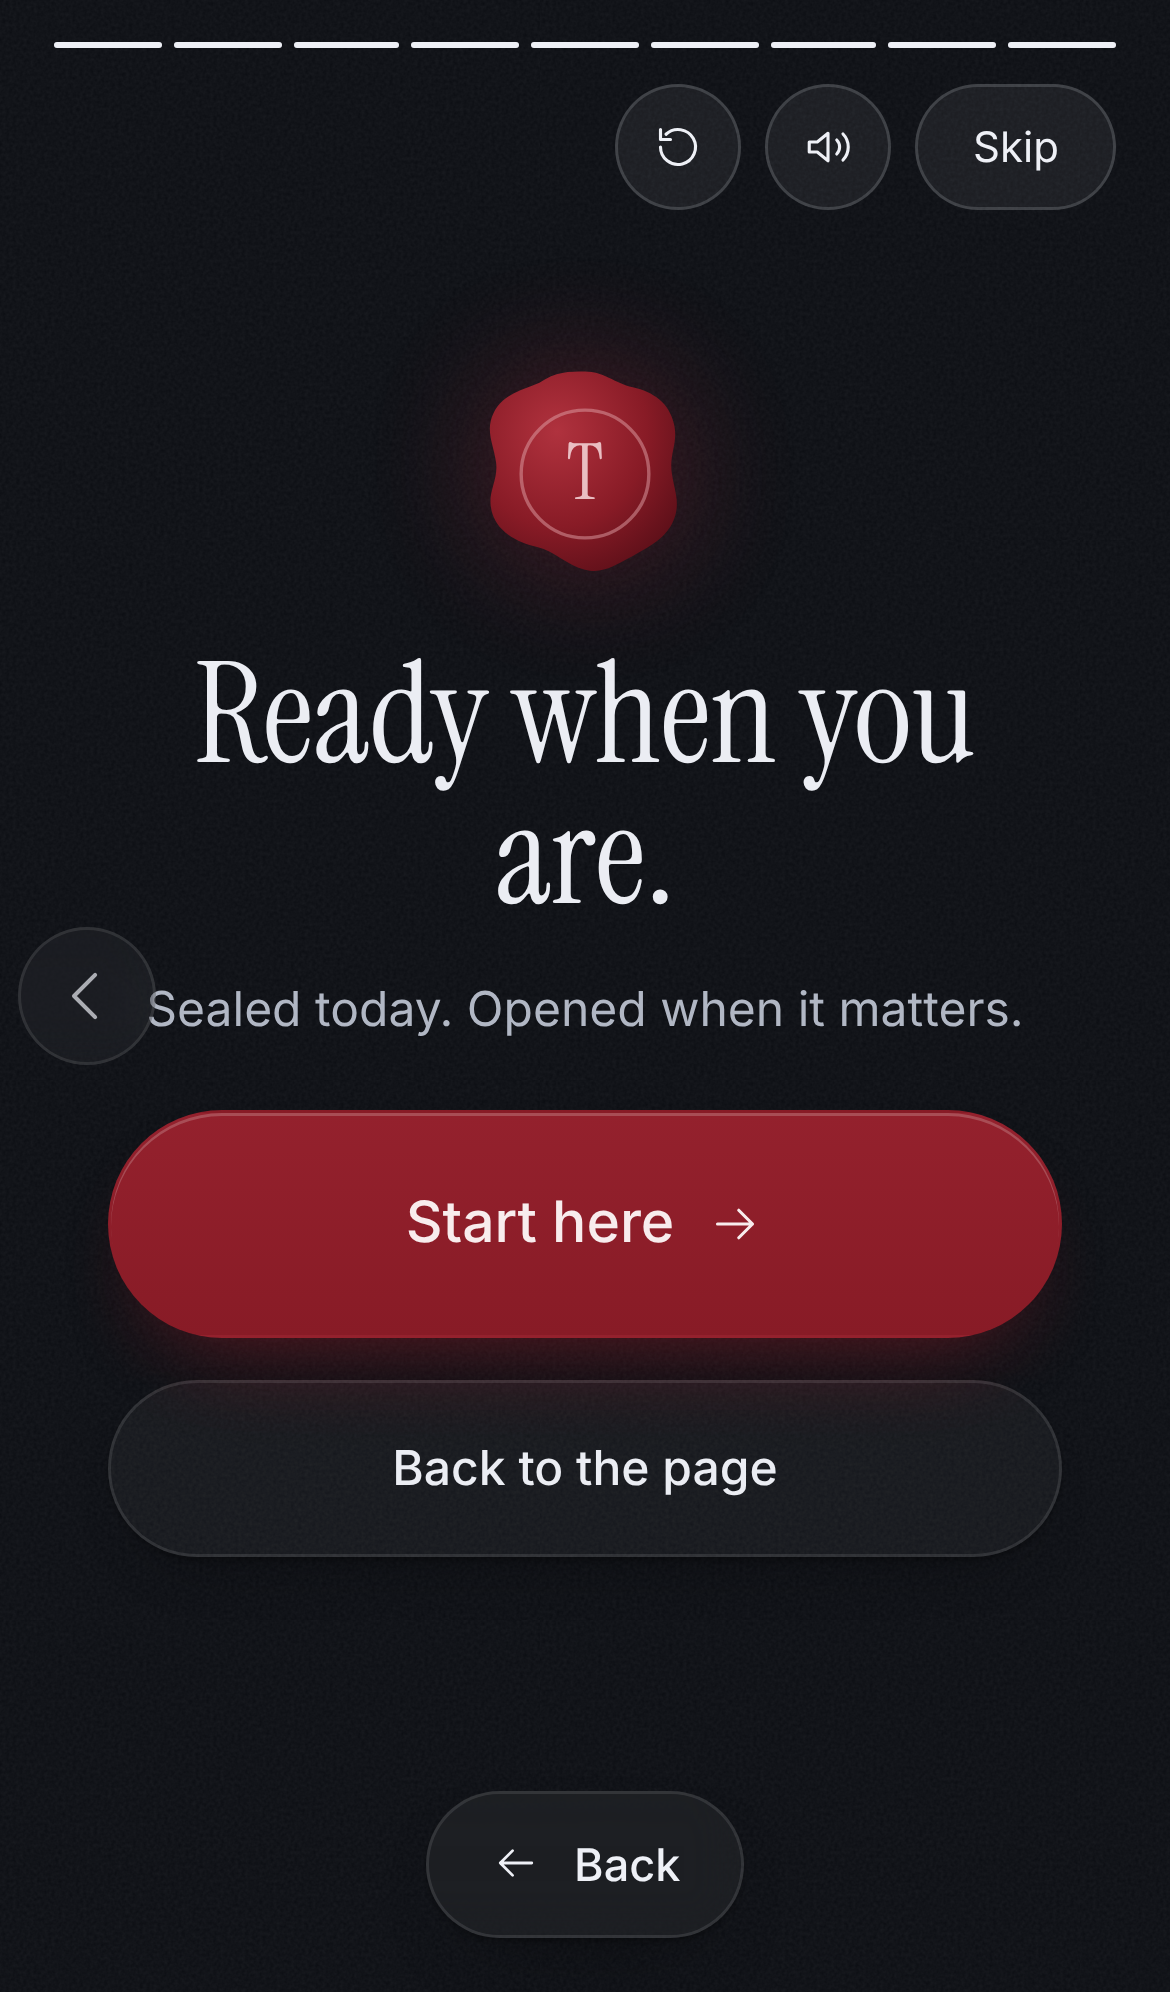 Skip
T
Ready when you
are.
Sealed today. Opened when it matters.
Start here
Back to the page
Back